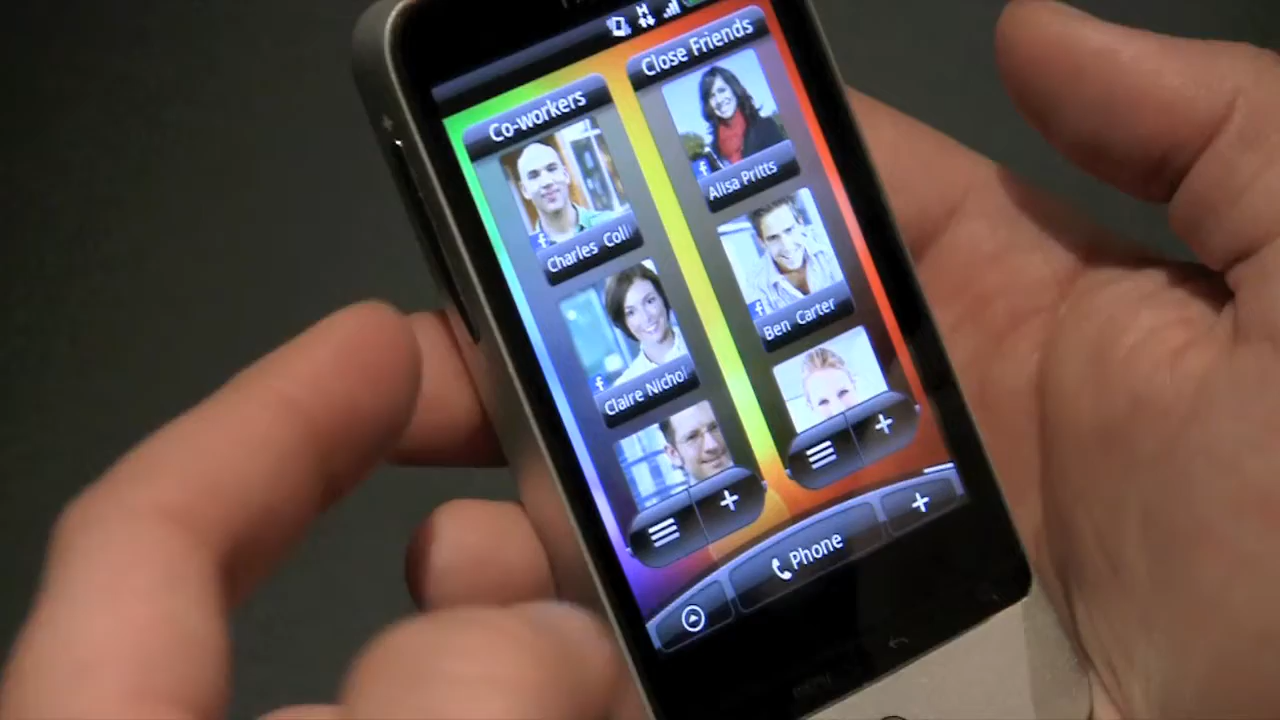 Co-workers
Charles Coll
Claire Nichol
Close Friends
Alisa Pritts
Ben Carter
Phone